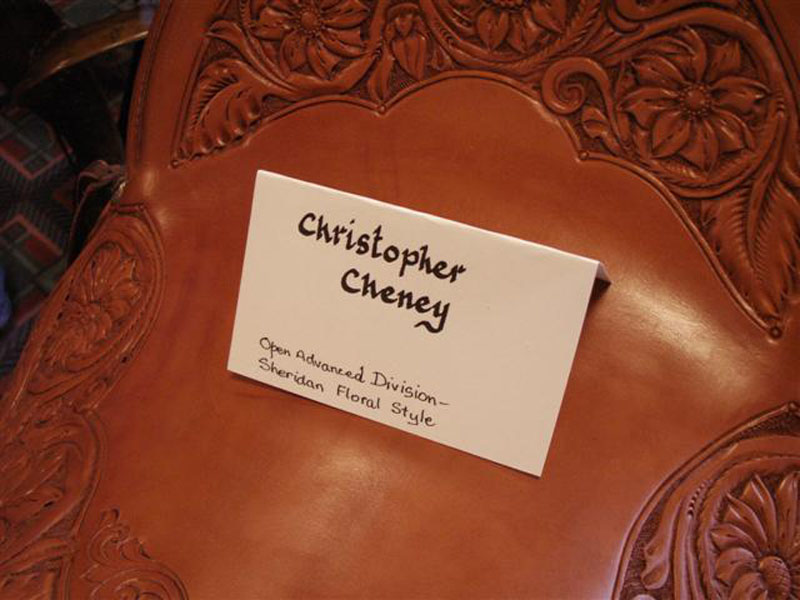 Christopher
Cheney
Open Advanced Division-
Sheridan Floral Style